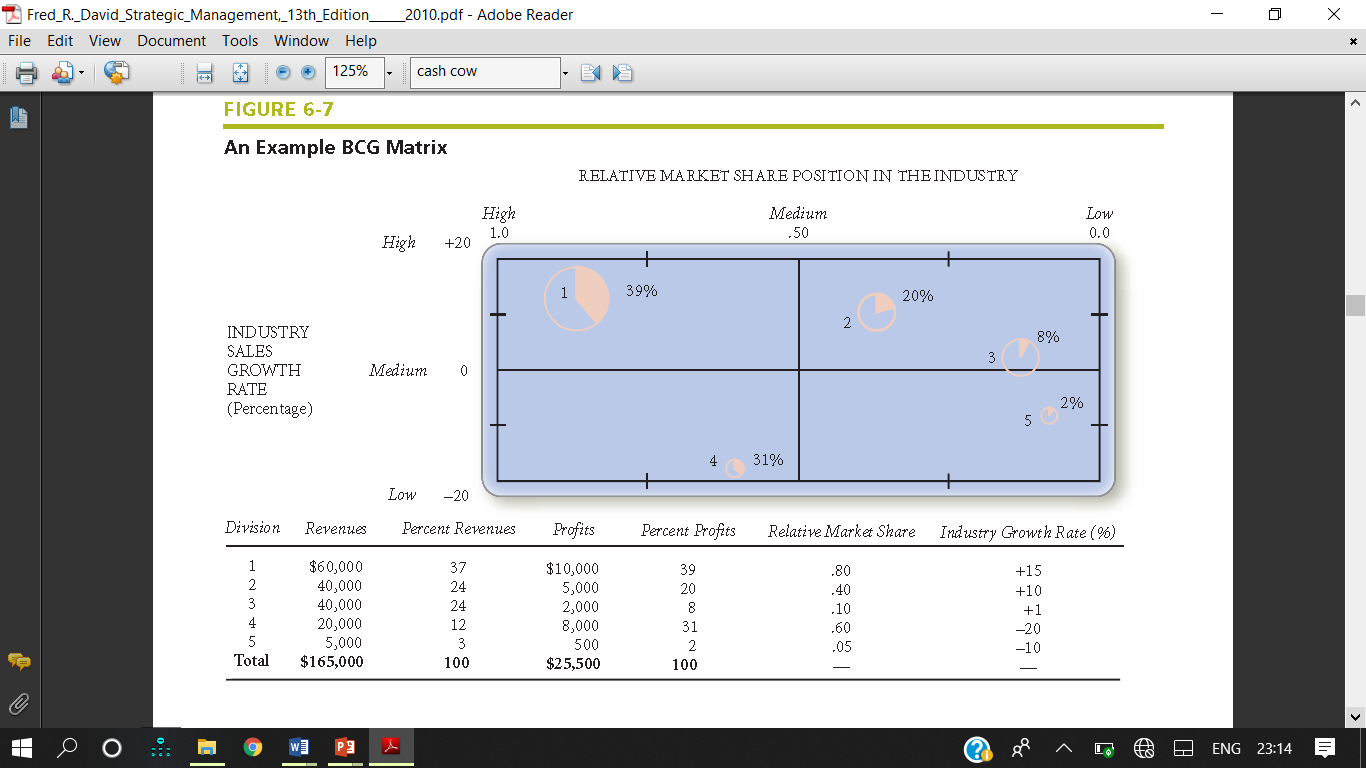 Fred_R._David_Strategic_Management,_13th_Edition_____2010.pdf - Adobe Reader
File Edit View Document Tools Window Help
125% cash cow
FIGURE 6-7
An Example BCG Matrix
RELATIVE MARKET SHARE POSITION IN THE INDUSTRY
High Medium Low
1.0 .50 0.0
High +20
1 39%
20%
2
INDUSTRY
SALES
GROWTH
RATE
(Percentage)
8%
3
Medium 0
2%
5
4 31%
Low –20
Division Revenues Percent Revenues Profits Percent Profits Relative Market Share Industry Growth Rate (%)
1 $60,000 37 $10,000 39 .80 +15
2 40,000 24 5,000 20 .40 +10
3 40,000 24 2,000 8 .10 +1
4 20,000 12 8,000 31 .60 –20
5 5,000 3 500 2 .05 –10
Total $165,000 100 $25,500 100 — —
ENG 23:14